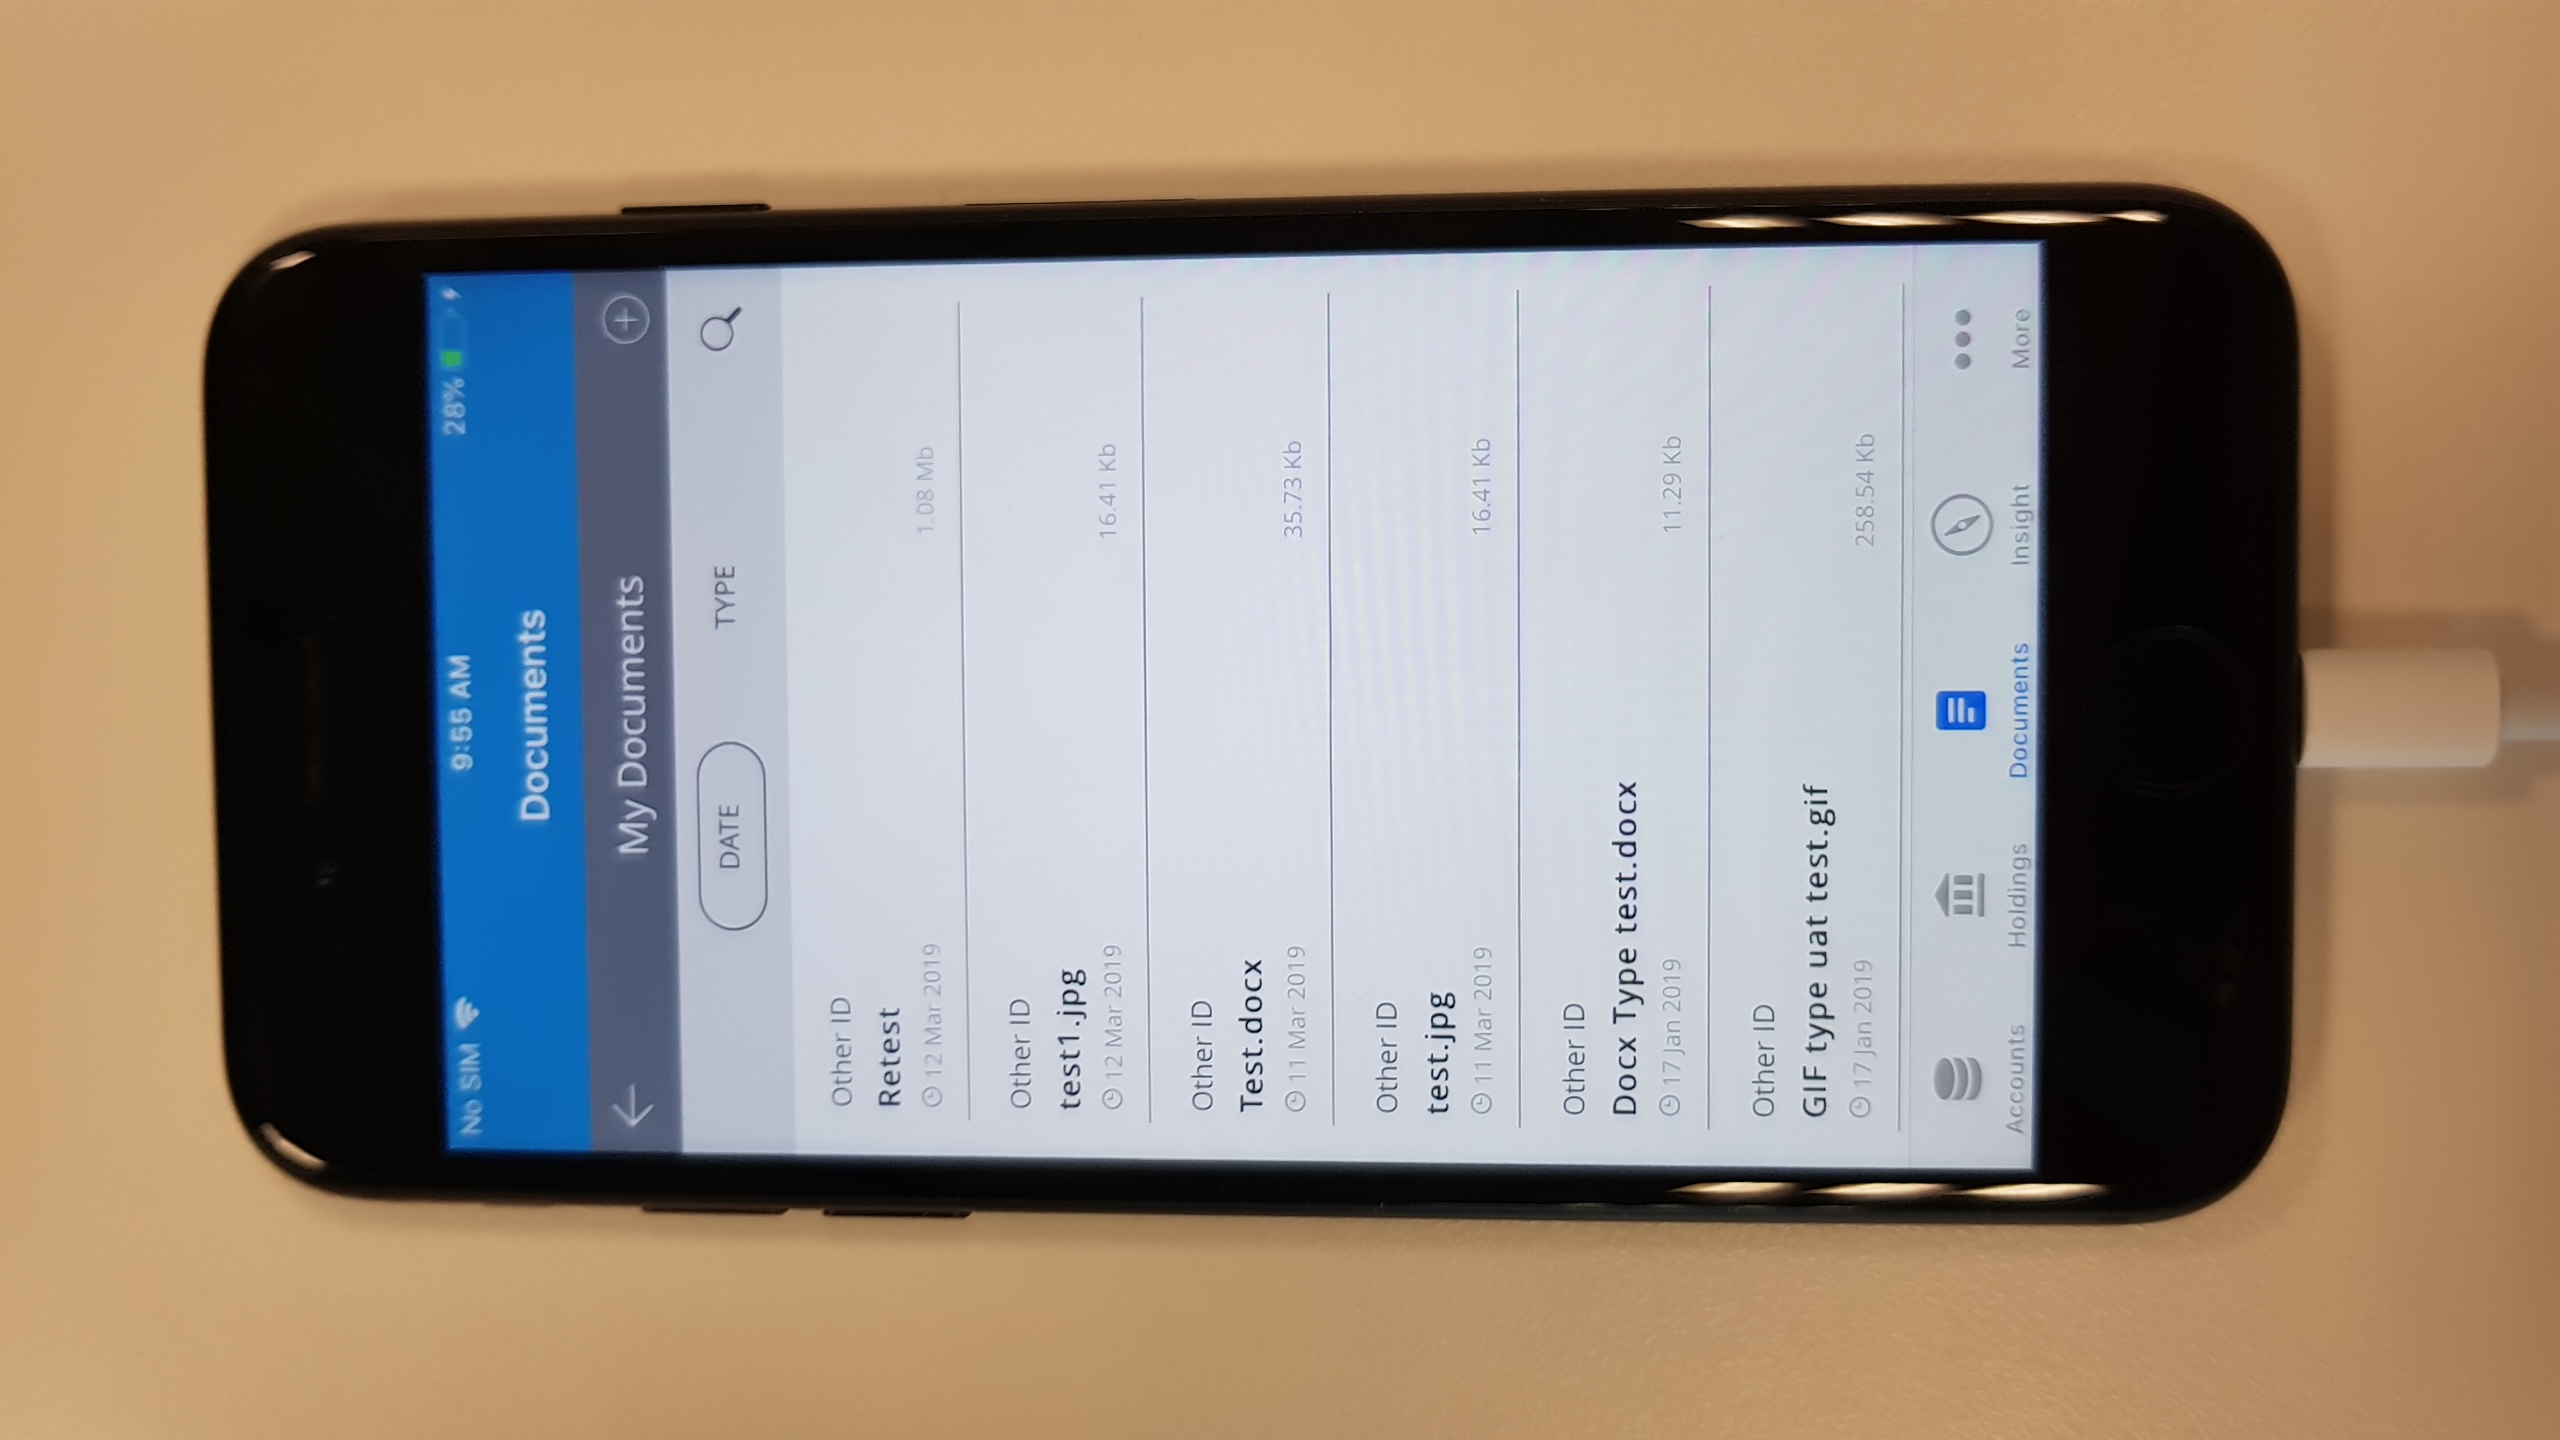 No SIM 9:55 AM 28%
Documents
My Documents
DATE TYPE
Other ID
Retest
12 Mar 2019 1.08 Mb
Other ID
test1.jpg
12 Mar 2019 16.41 Kb
Other ID
Test.docx
11 Mar 2019 35.73 Kb
Other ID
test.jpg
11 Mar 2019 16.41 Kb
Other ID
Docx Type test.docx
17 Jan 2019 11.29 Kb
Other ID
GIF type uat test.gif
17 Jan 2019 258.54 Kb
Accounts Holdings Documents Insight More